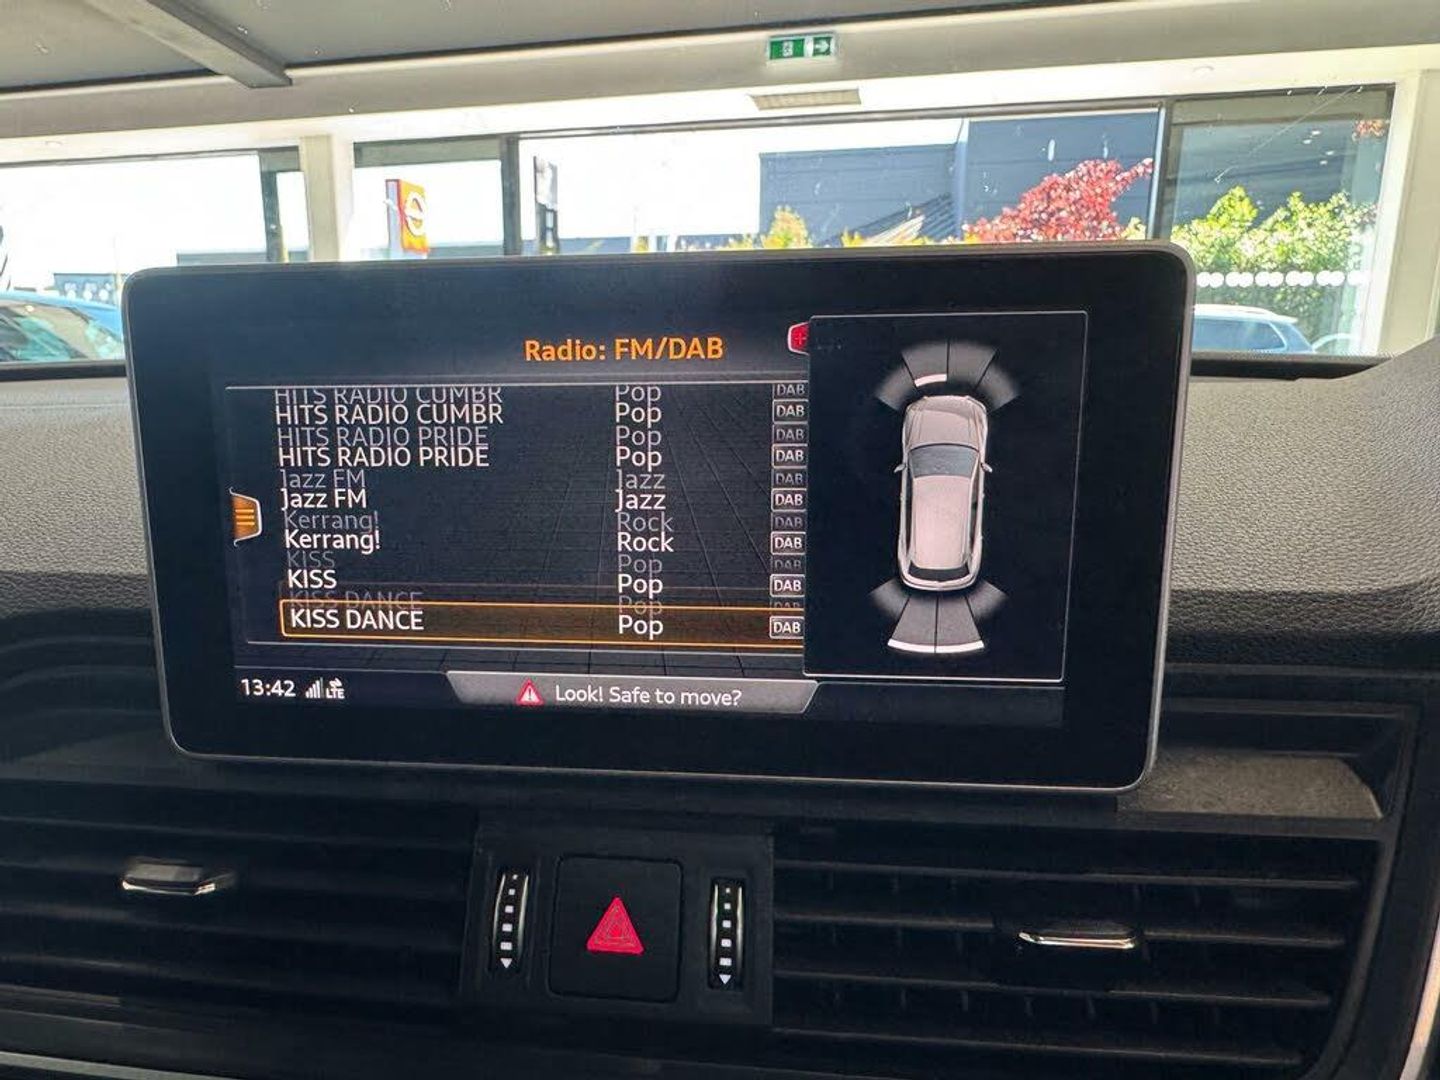 Radio: FM/DAB
HITS RADIO CUMBR Pop DAB
HITS RADIO CUMBR Pop DAB
HITS RADIO PRIDE Pop DAB
HITS RADIO PRIDE Pop DAB
Jazz FM Jazz DAB
Jazz FM Jazz DAB
Kerrang! Rock DAB
Kerrang! Rock DAB
KISS Pop DAB
KISS Pop DAB
KISS DANCE Pop DAB
KISS DANCE Pop DAB
13:42 LTE Look! Safe to move?